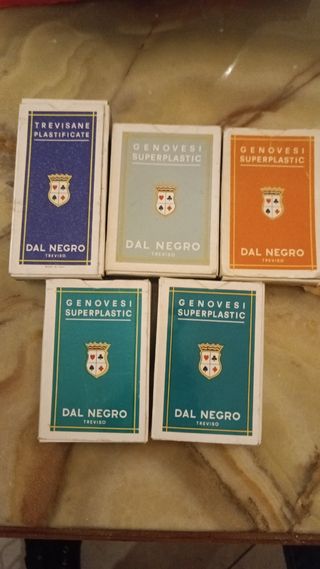 TREVISANE
PLASTIFICATE
DAL NEGRO
TREVISO
GENOVESI
SUPERPLASTIC
DAL NEGRO
TREVISO
GENOVESI
SUPERPLASTIC
DAL NEGRO
TREVISO
GENOVESI
SUPERPLASTIC
DAL NEGRO
TREVISO
GENOVESI
SUPERPLASTIC
DAL NEGRO
TREVISO